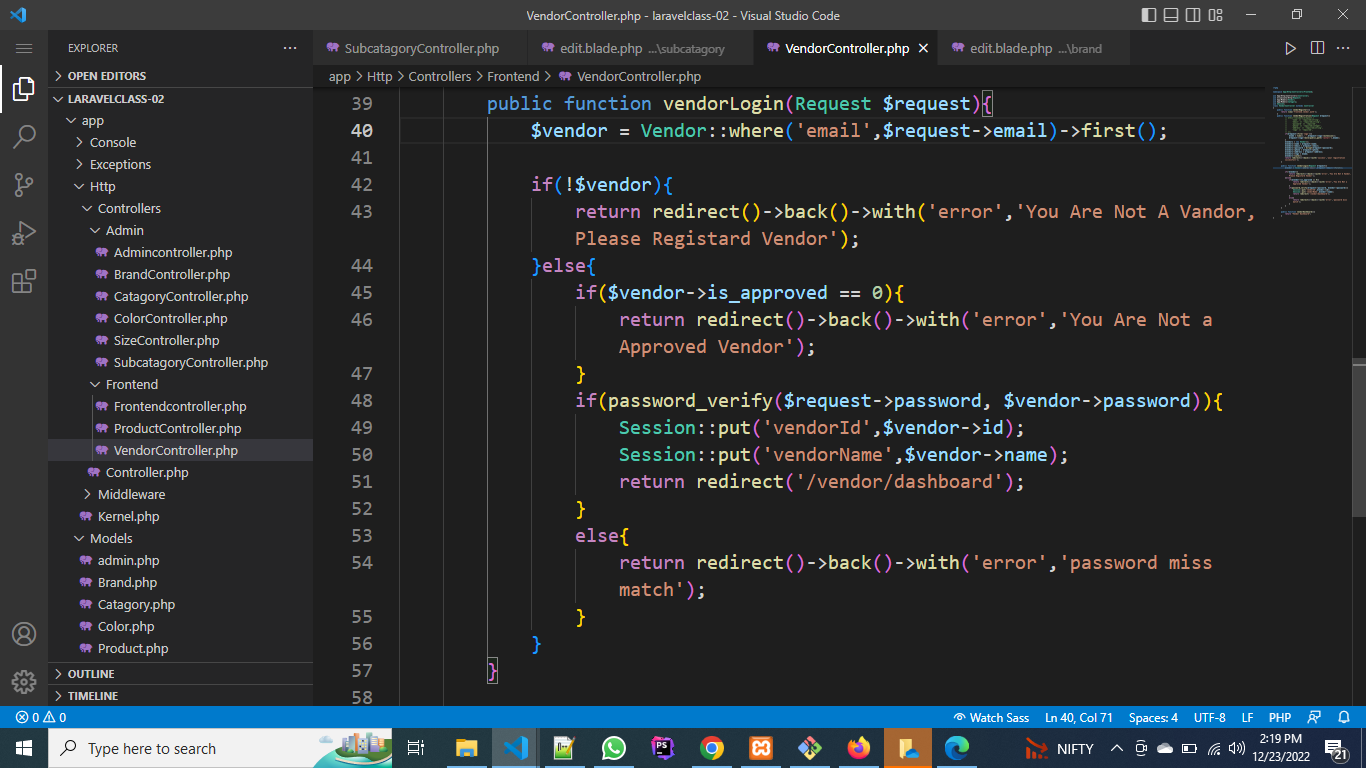 VendorController.php - laravelclass-02 - Visual Studio Code
EXPLORER
SubcatagoryController.php
edit.blade.php ...\subcatagory
VendorController.php
edit.blade.php ...\brand
OPEN EDITORS
app > Http > Controllers > Frontend > VendorController.php
LARAVELCLASS-02
app
Console
Exceptions
Http
Controllers
Admin
Admincontroller.php
BrandController.php
CatagoryController.php
ColorController.php
SizeController.php
SubcatagoryController.php
Frontend
Frontendcontroller.php
ProductController.php
VendorController.php
Controller.php
Middleware
Kernel.php
Models
admin.php
Brand.php
Catagory.php
Color.php
Product.php
OUTLINE
TIMELINE
39 public function vendorLogin(Request $request){
40 $vendor = Vendor::where('email',$request->email)->first();
41
42 if(!$vendor){
43 return redirect()->back()->with('error','You Are Not A Vandor,
Please Registard Vendor');
44 }else{
45 if($vendor->is_approved == 0){
46 return redirect()->back()->with('error','You Are Not a
Approved Vendor');
47 }
48 if(password_verify($request->password, $vendor->password)){
49 Session::put('vendorId',$vendor->id);
50 Session::put('vendorName',$vendor->name);
51 return redirect('/vendor/dashboard');
52 }
53 else{
54 return redirect()->back()->with('error','password miss
match');
55 }
56 }
57 }
58
0 0
Watch Sass
Ln 40, Col 71
Spaces: 4
UTF-8
LF
PHP
Type here to search
PS
NIFTY
2:19 PM
12/23/2022
21